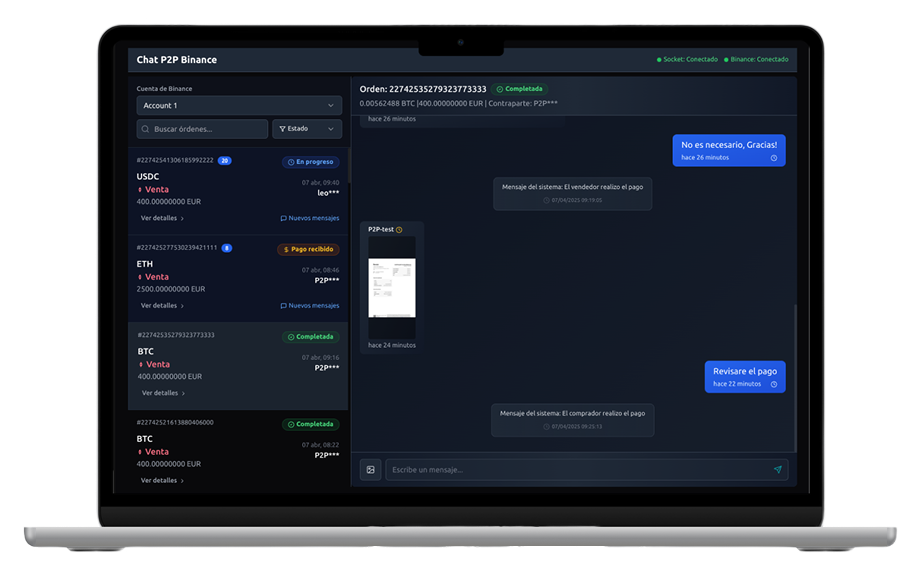 Chat P2P Binance
Socket: Conectado
Binance: Conectado
Cuenta de Binance
Account 1
Buscar órdenes...
Estado
#22742541306185992222 20
En progreso
USDC
07 abr, 09:40
Venta
leo***
400.00000000 EUR
Ver detalles
Nuevos mensajes
#22742527753023942111 8
Pago recibido
ETH
07 abr, 08:46
Venta
P2P***
2500.00000000 EUR
Ver detalles
Nuevos mensajes
#22742535279323773333
Completada
BTC
07 abr, 09:16
Venta
P2P***
400.00000000 EUR
Ver detalles
#22742521613880406000
Completada
BTC
07 abr, 08:22
Venta
P2P***
400.00000000 EUR
Ver detalles
Orden: 22742535279323773333 Completada
0.00562488 BTC |400.00000000 EUR | Contraparte: P2P***
hace 26 minutos
No es necesario, Gracias!
hace 26 minutos
Mensaje del sistema: El vendedor realizo el pago
07/04/2025 09:19:05
P2P-test
hace 24 minutos
Revisare el pago
hace 22 minutos
Mensaje del sistema: El comprador realizo el pago
07/04/2025 09:25:13
Escribe un mensaje...